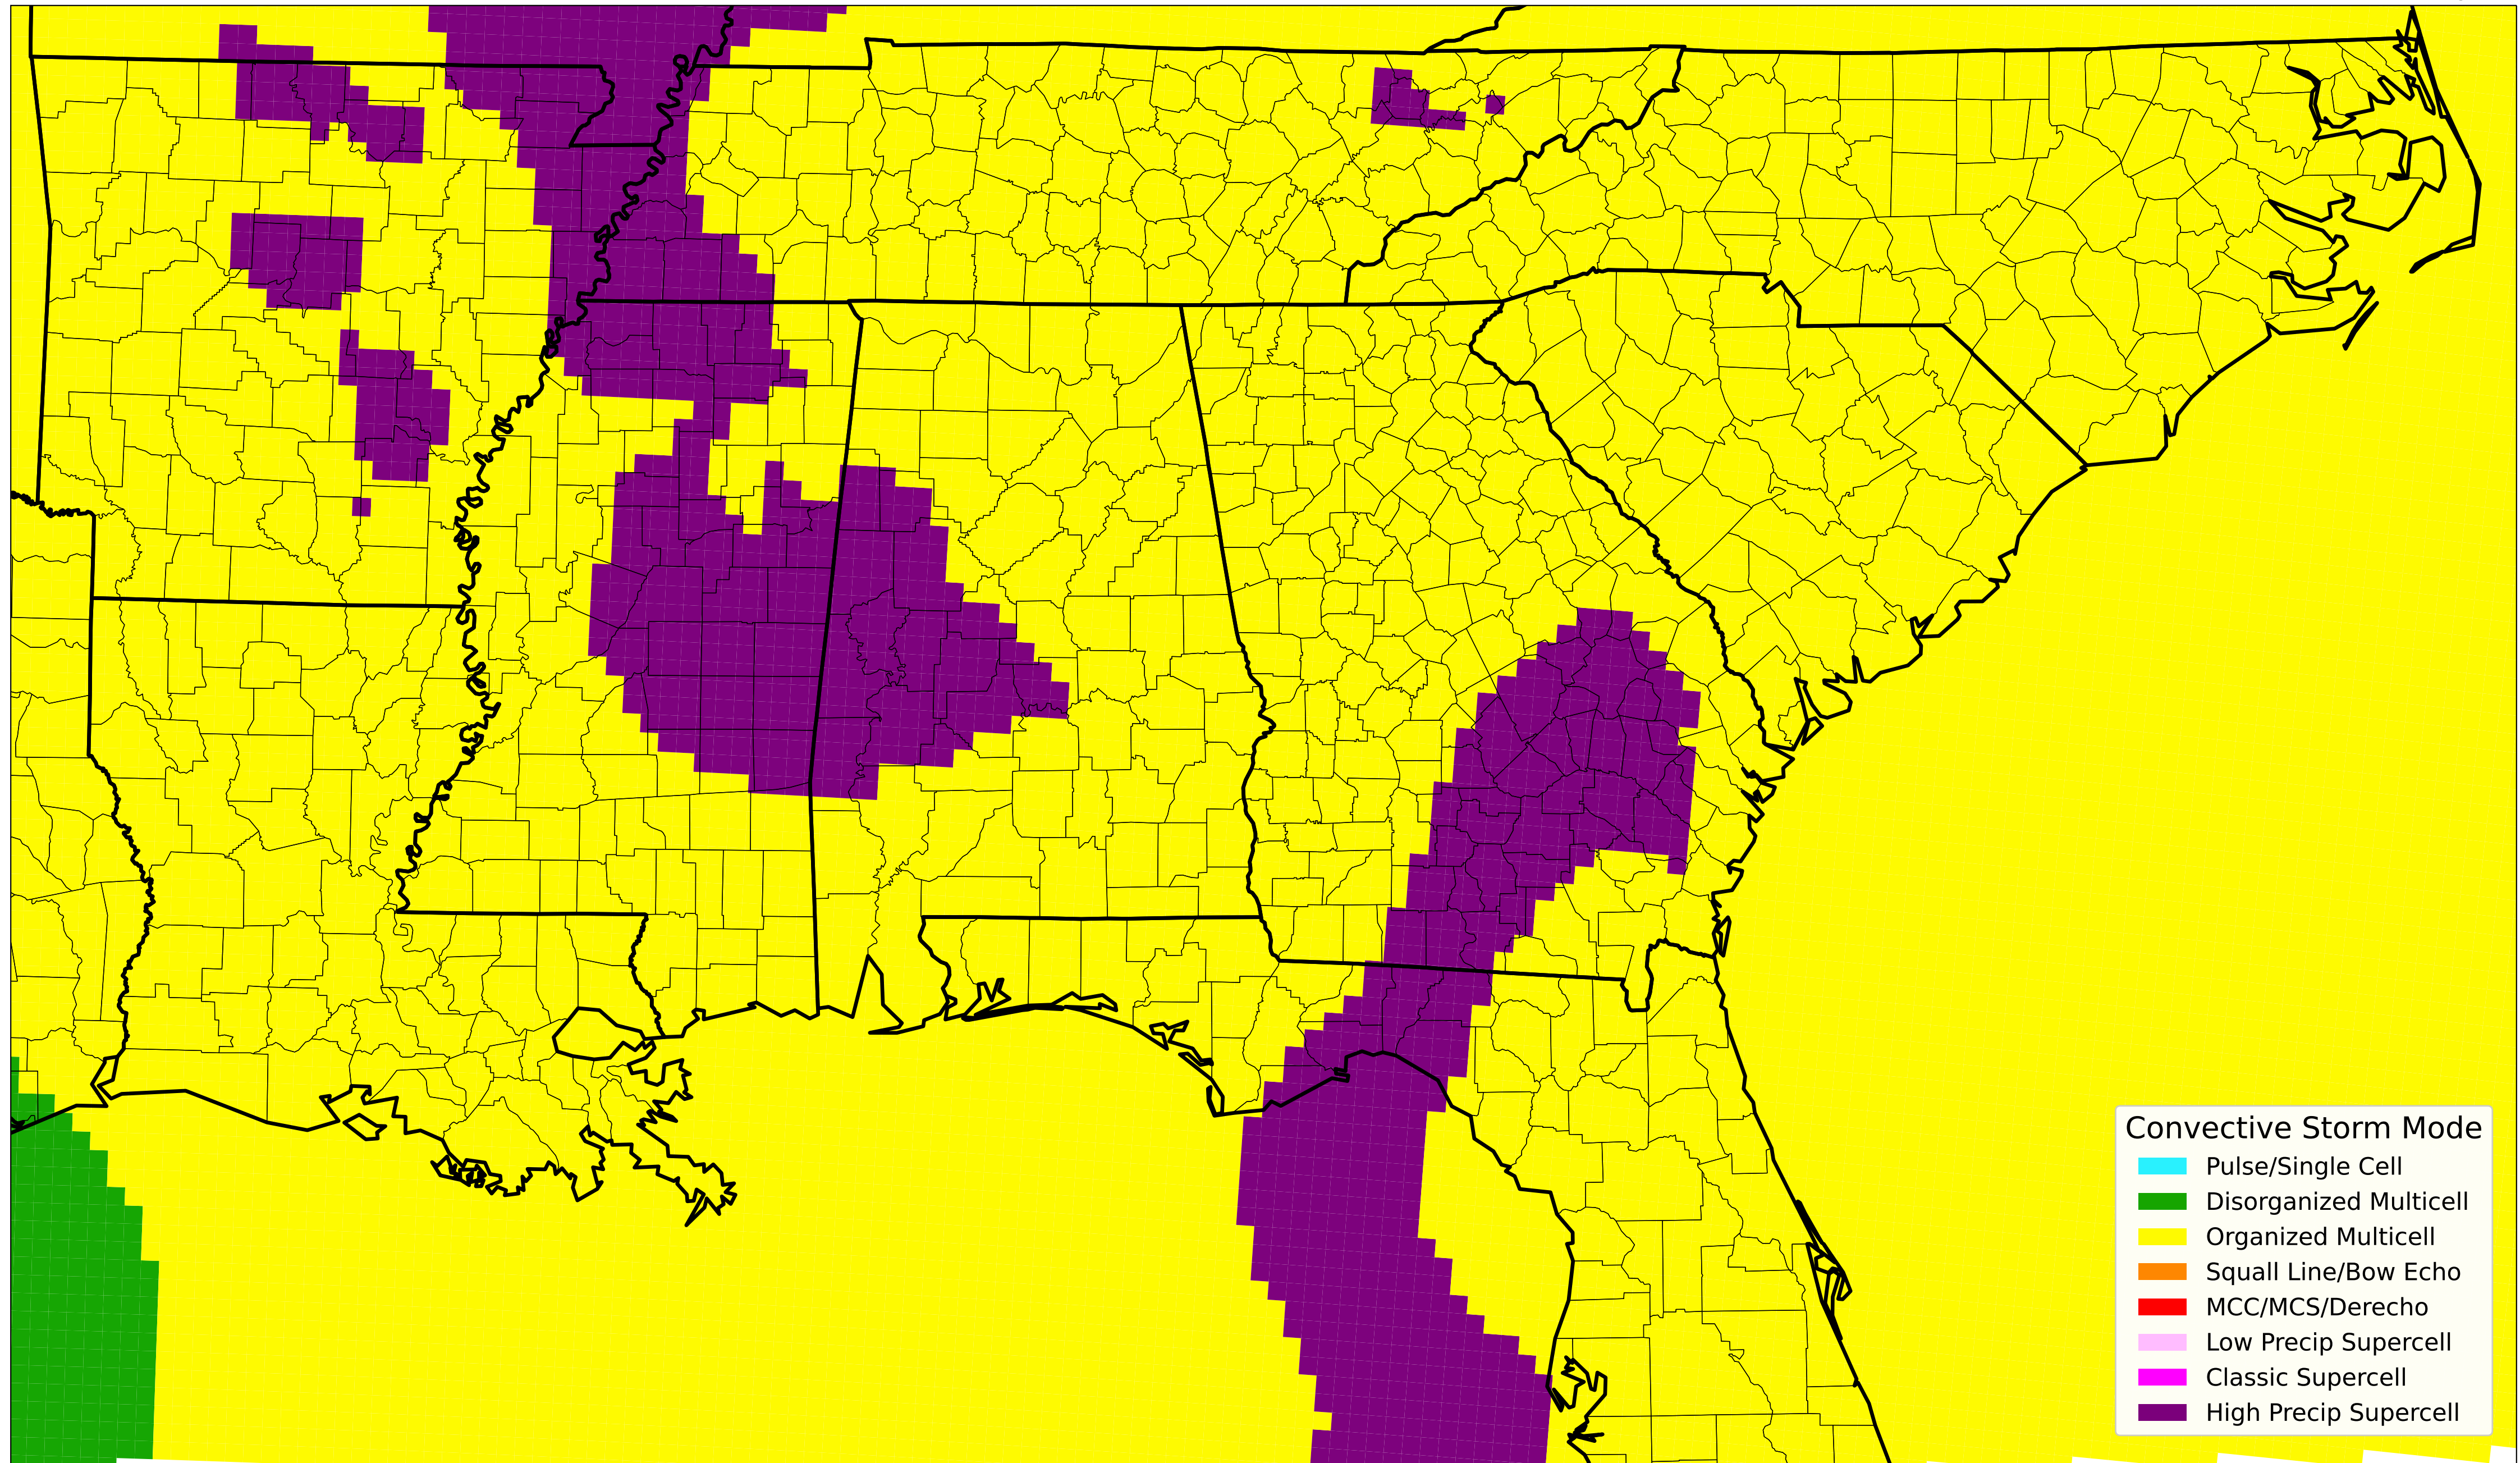 Convective Storm Mode
Pulse/Single Cell
Disorganized Multicell
Organized Multicell
Squall Line/Bow Echo
MCC/MCS/Derecho
Low Precip Supercell
Classic Supercell
High Precip Supercell